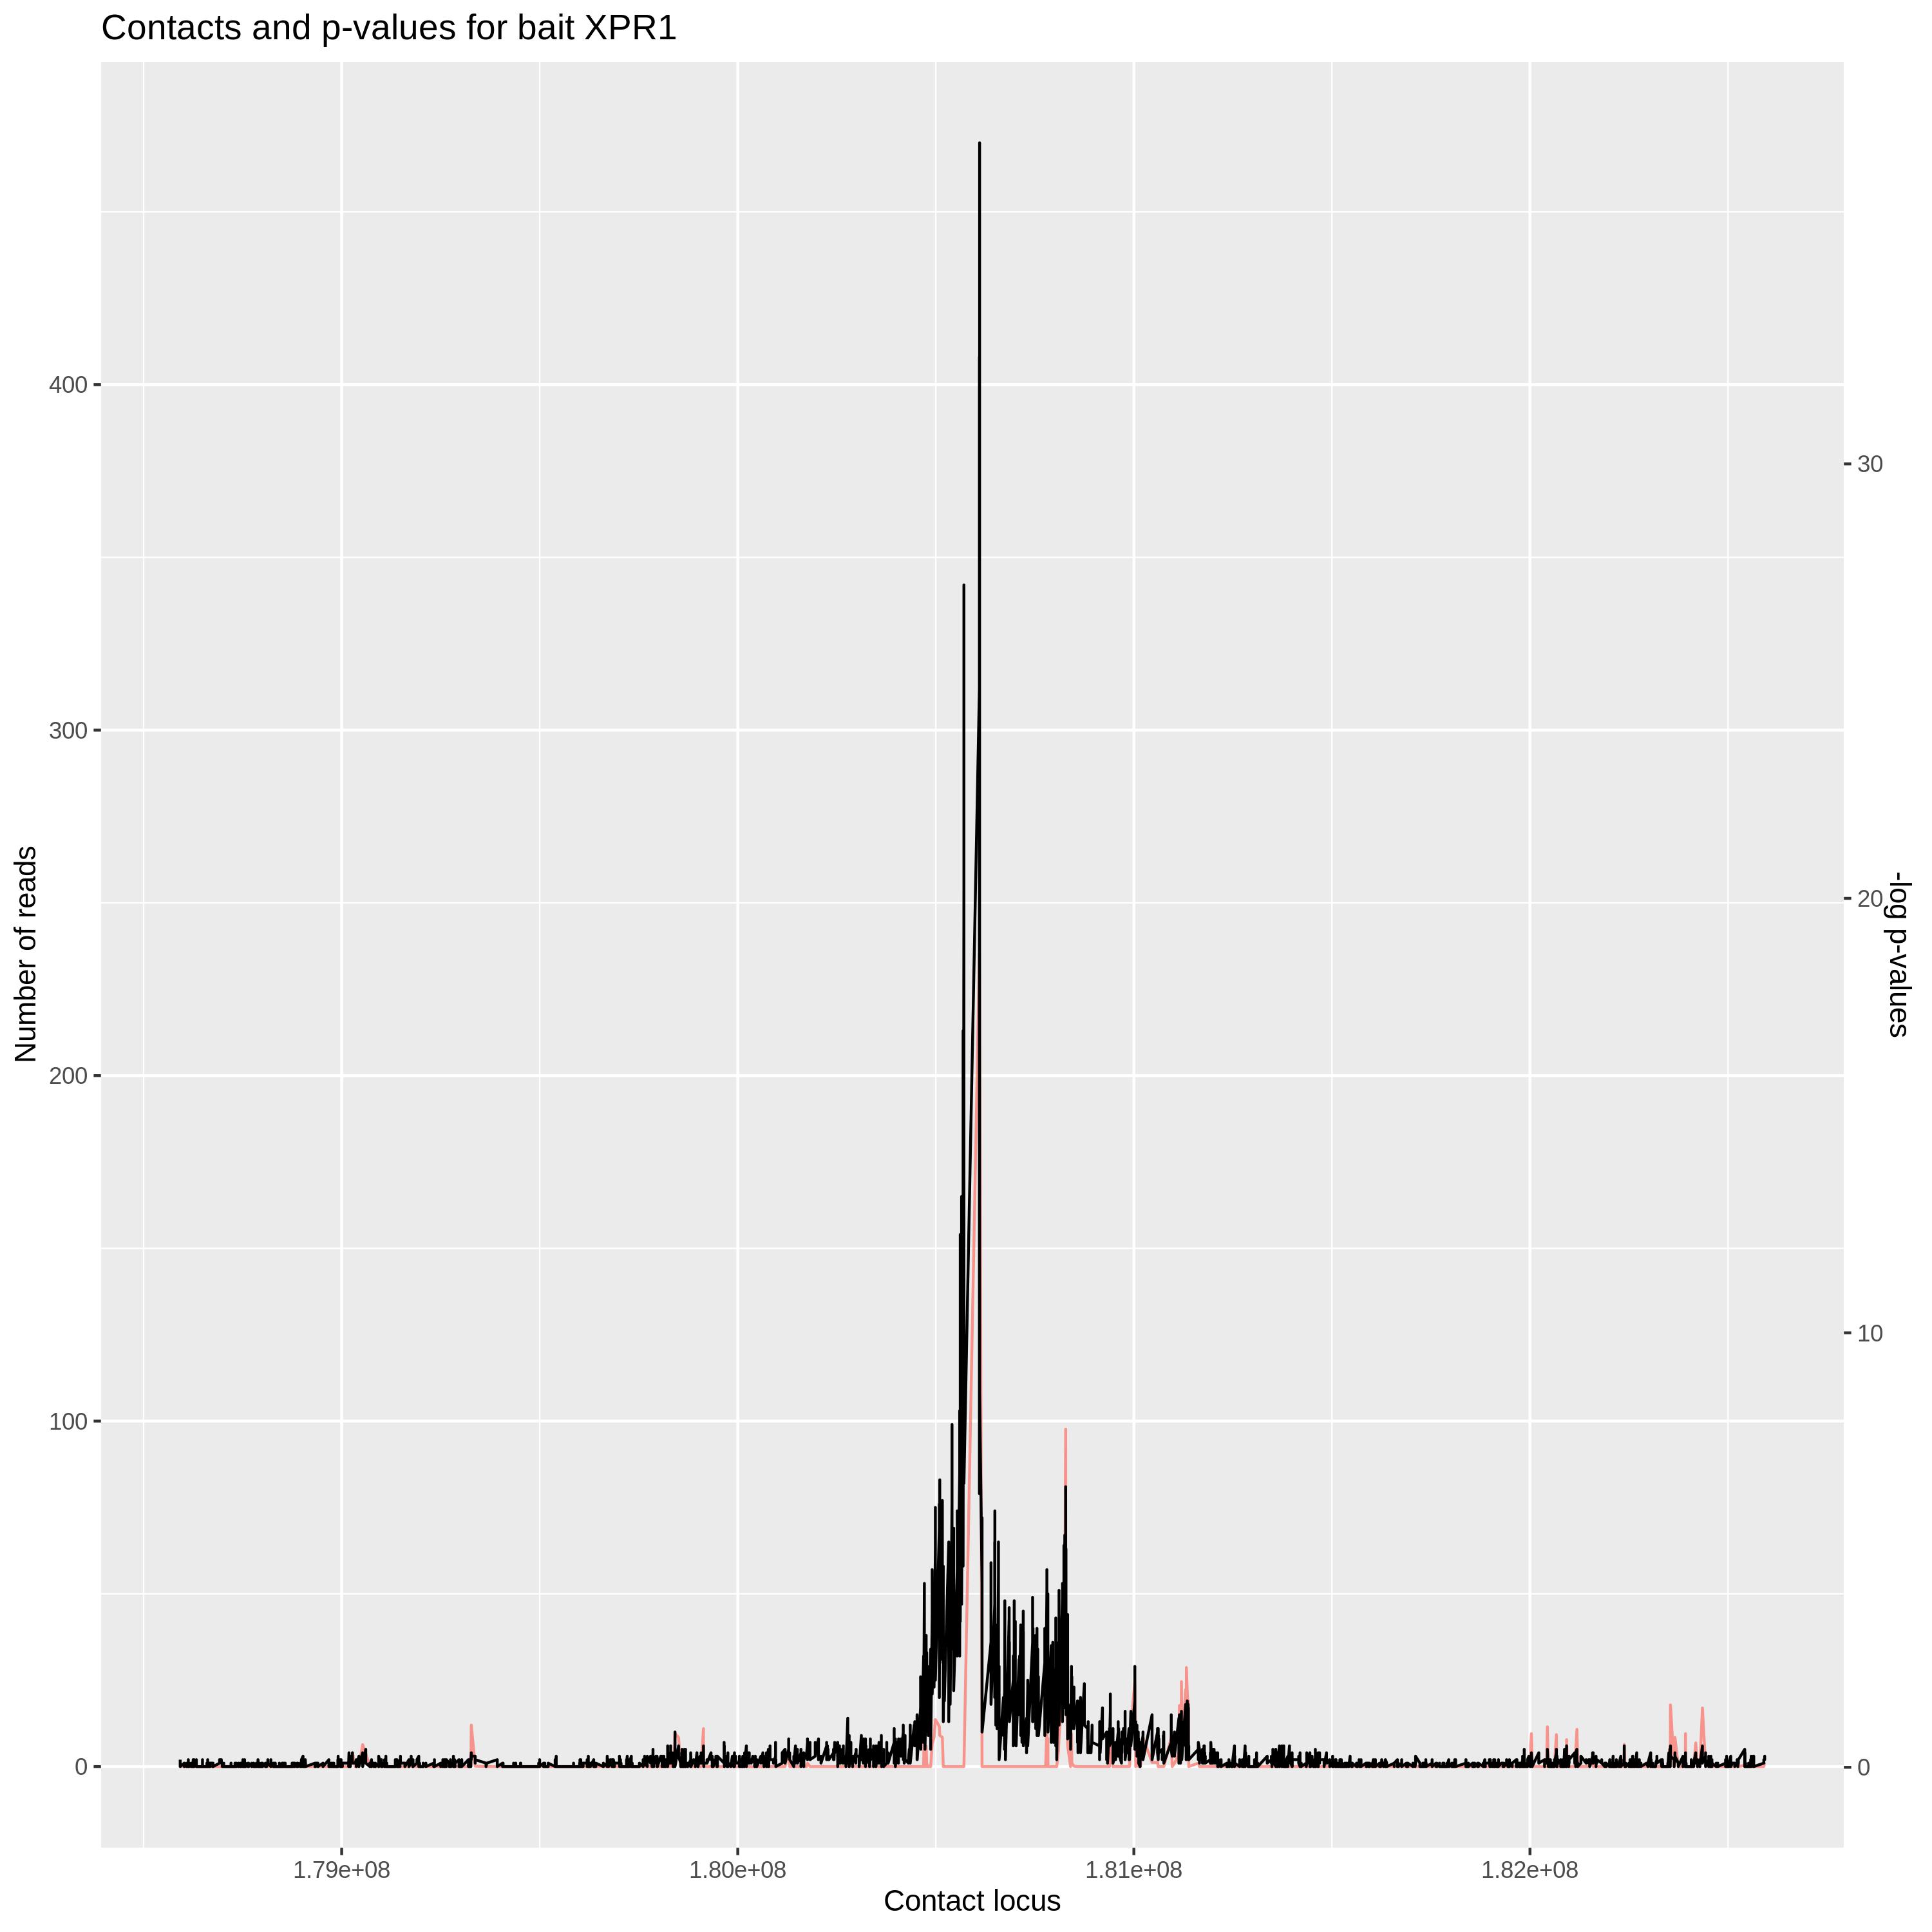 Contacts and p-values for bait XPR1
Number of reads
400
300
200
100
0
30
20
10
0
-log p-values
1.79e+08
1.80e+08
1.81e+08
1.82e+08
Contact locus